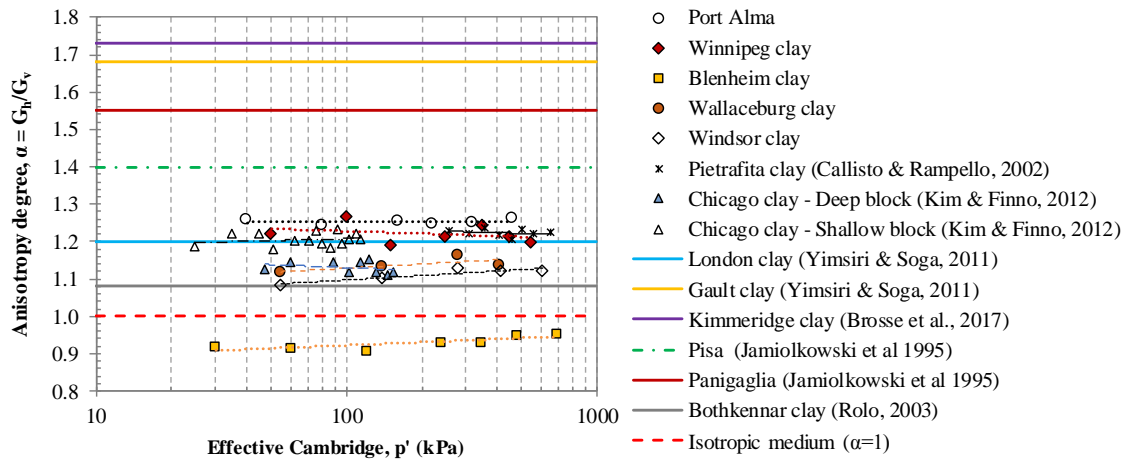 1.8
1.7
1.6
1.5
1.4
1.3
1.2
1.1
1.0
0.9
0.8
Anisotropy degree, α = Gh/Gv
10
100
1000
Effective Cambridge, p' (kPa)
Port Alma
Winnipeg clay
Blenheim clay
Wallaceburg clay
Windsor clay
Pietrafita clay (Callisto & Rampello, 2002)
Chicago clay - Deep block (Kim & Finno, 2012)
Chicago clay - Shallow block (Kim & Finno, 2012)
London clay (Yimsiri & Soga, 2011)
Gault clay (Yimsiri & Soga, 2011)
Kimmeridge clay (Brosse et al., 2017)
Pisa (Jamiolkowski et al 1995)
Panigaglia (Jamiolkowski et al 1995)
Bothkennar clay (Rolo, 2003)
Isotropic medium (α=1)